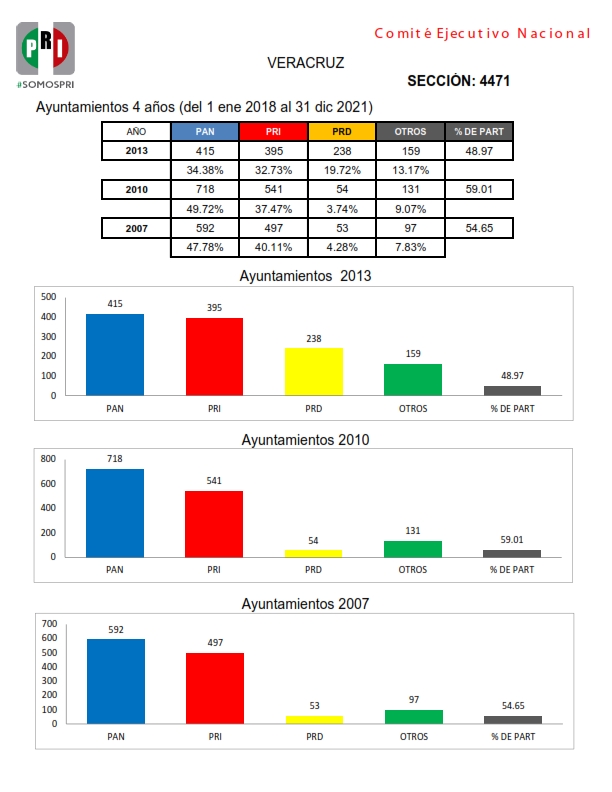 Comité Ejecutivo Nacional
PRI
#SOMOSPRI
VERACRUZ
SECCIÓN: 4471
Ayuntamientos 4 años (del 1 ene 2018 al 31 dic 2021)
AÑO PAN PRI PRD OTROS % DE PART
2013 415 395 238 159 48.97
34.38% 32.73% 19.72% 13.17%
2010 718 541 54 131 59.01
49.72% 37.47% 3.74% 9.07%
2007 592 497 53 97 54.65
47.78% 40.11% 4.28% 7.83%
Ayuntamientos 2013
500
400
300
200
100
0
415 395 238 159 48.97
PAN PRI PRD OTROS % DE PART
Ayuntamientos 2010
800
600
400
200
0
718 541 54 131 59.01
PAN PRI PRD OTROS % DE PART
Ayuntamientos 2007
700
600
500
400
300
200
100
0
592 497 53 97 54.65
PAN PRI PRD OTROS % DE PART